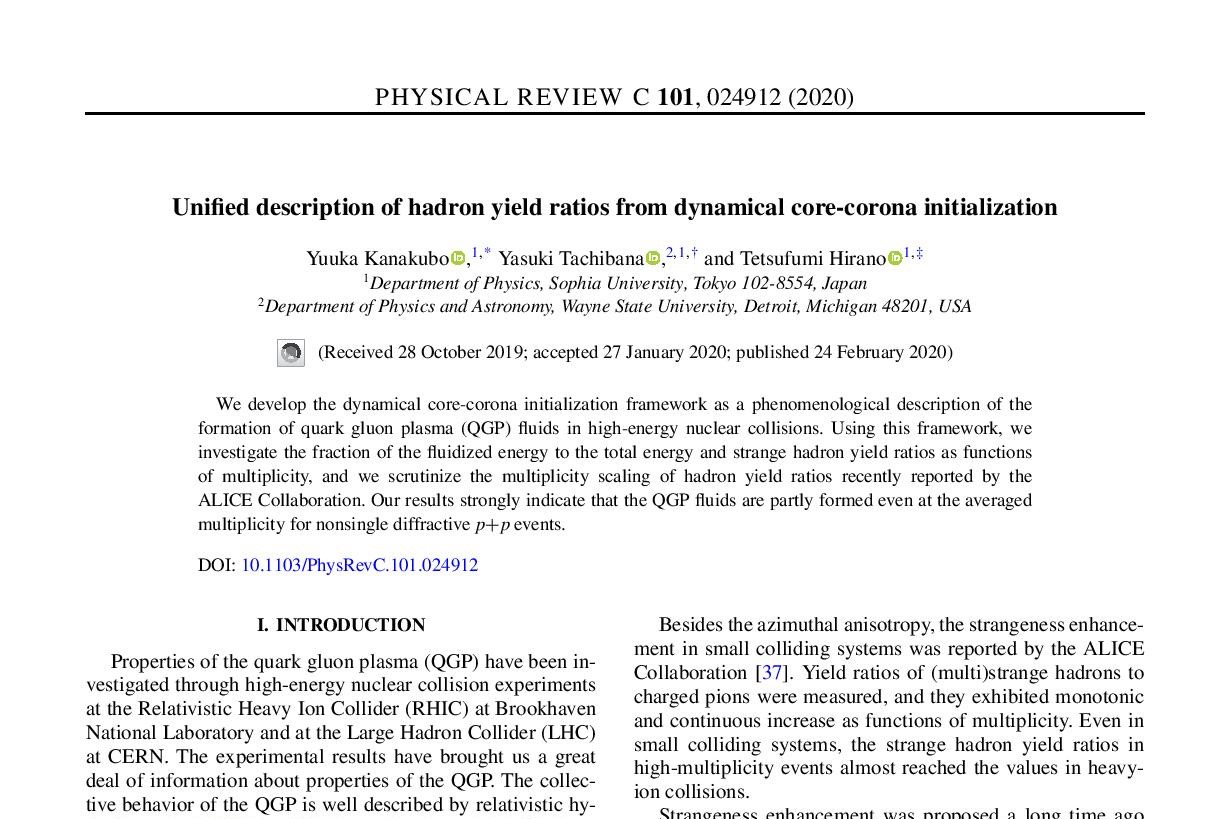 PHYSICAL REVIEW C 101, 024912 (2020)
Unified description of hadron yield ratios from dynamical core-corona initialization
Yuuka Kanakubo,1,* Yasuki Tachibana,2,1,† and Tetsufumi Hirano1,‡
1Department of Physics, Sophia University, Tokyo 102-8554, Japan
2Department of Physics and Astronomy, Wayne State University, Detroit, Michigan 48201, USA
(Received 28 October 2019; accepted 27 January 2020; published 24 February 2020)
We develop the dynamical core-corona initialization framework as a phenomenological description of the
formation of quark gluon plasma (QGP) fluids in high-energy nuclear collisions. Using this framework, we
investigate the fraction of the fluidized energy to the total energy and strange hadron yield ratios as functions
of multiplicity, and we scrutinize the multiplicity scaling of hadron yield ratios recently reported by the
ALICE Collaboration. Our results strongly indicate that the QGP fluids are partly formed even at the averaged
multiplicity for nonsingle diffractive p+p events.
DOI: 10.1103/PhysRevC.101.024912
I. INTRODUCTION
Properties of the quark gluon plasma (QGP) have been in-
vestigated through high-energy nuclear collision experiments
at the Relativistic Heavy Ion Collider (RHIC) at Brookhaven
National Laboratory and at the Large Hadron Collider (LHC)
at CERN. The experimental results have brought us a great
deal of information about properties of the QGP. The collec-
tive behavior of the QGP is well described by relativistic hy-
Besides the azimuthal anisotropy, the strangeness enhance-
ment in small colliding systems was reported by the ALICE
Collaboration [37]. Yield ratios of (multi)strange hadrons to
charged pions were measured, and they exhibited monotonic
and continuous increase as functions of multiplicity. Even in
small colliding systems, the strange hadron yield ratios in
high-multiplicity events almost reached the values in heavy-
ion collisions.
Strangeness enhancement was proposed a long time ago